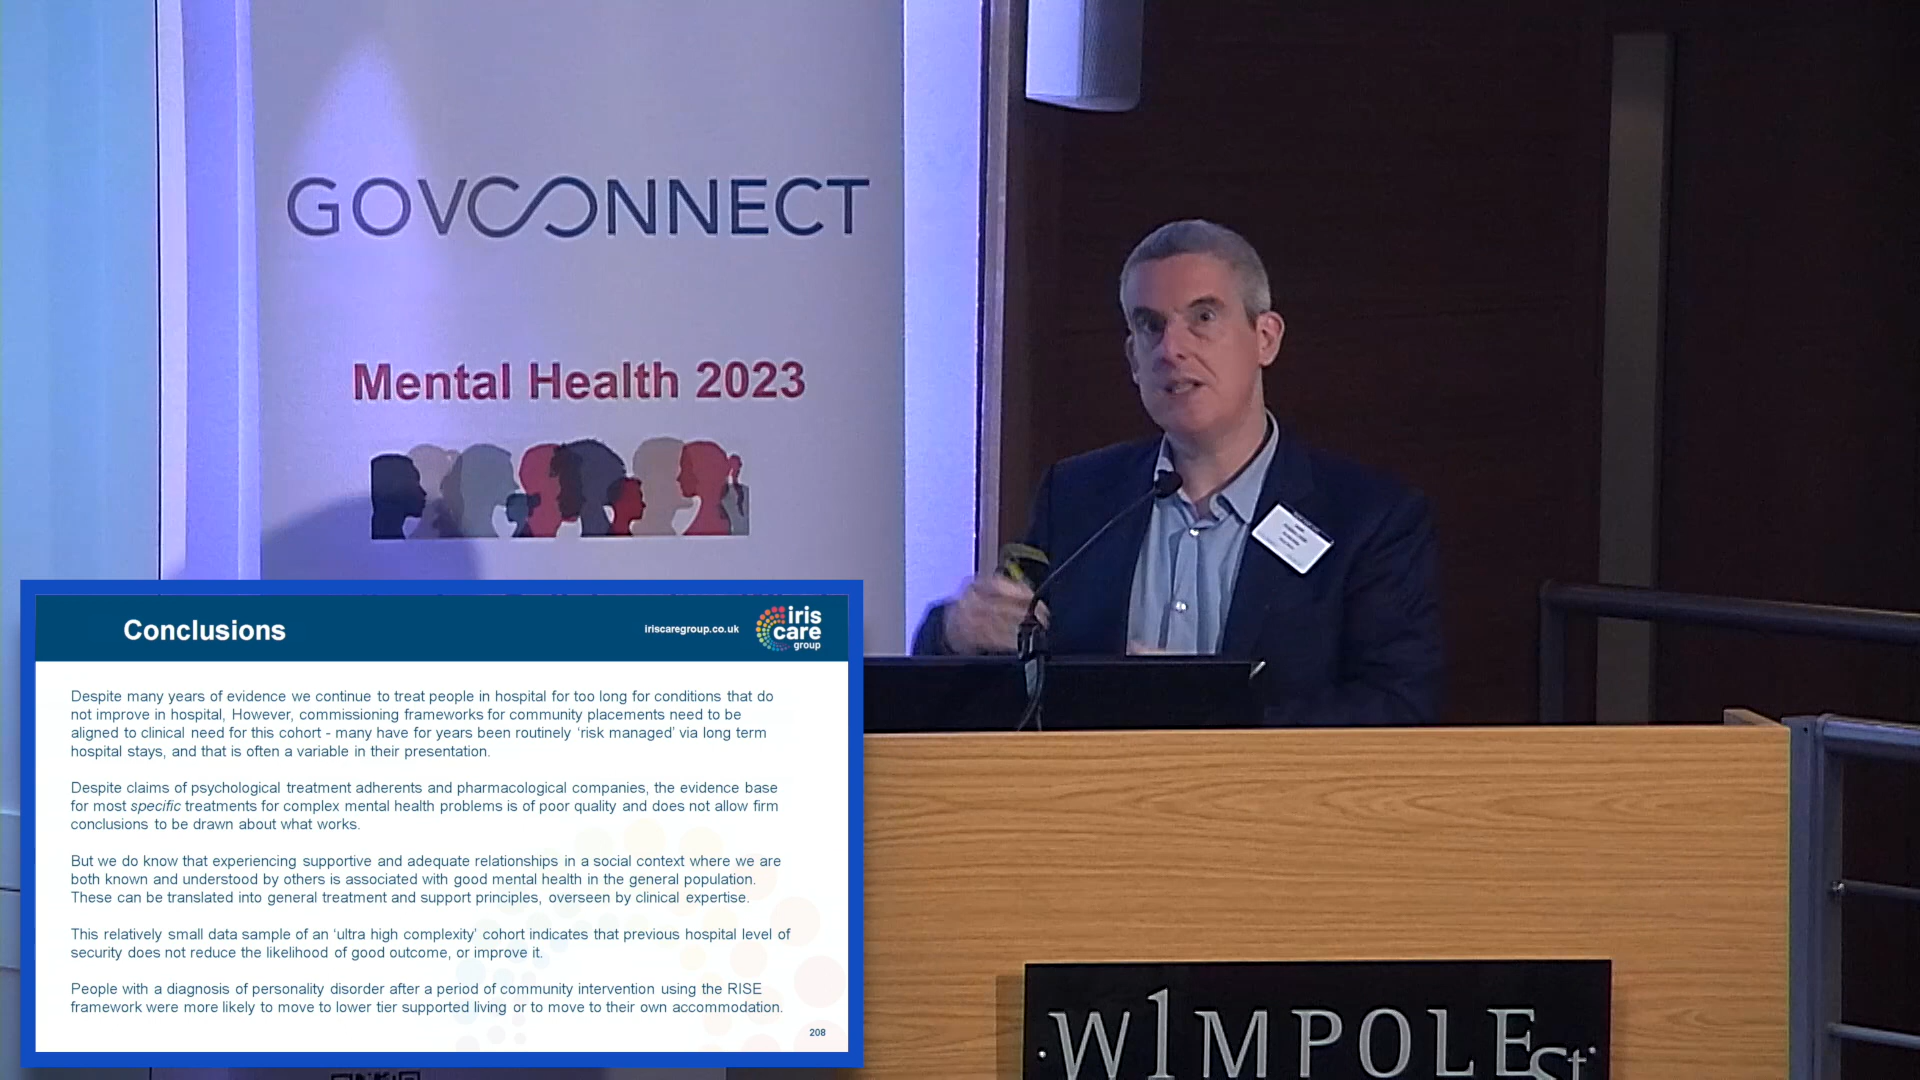 GOVCONNECT
Mental Health 2023
Conclusions
iriscaregroup.co.uk
iris
care
group
Despite many years of evidence we continue to treat people in hospital for too long for conditions that do
not improve in hospital, However, commissioning frameworks for community placements need to be
aligned to clinical need for this cohort - many have for years been routinely ‘risk managed’ via long term
hospital stays, and that is often a variable in their presentation.
Despite claims of psychological treatment adherents and pharmacological companies, the evidence base
for most specific treatments for complex mental health problems is of poor quality and does not allow firm
conclusions to be drawn about what works.
But we do know that experiencing supportive and adequate relationships in a social context where we are
both known and understood by others is associated with good mental health in the general population.
These can be translated into general treatment and support principles, overseen by clinical expertise.
This relatively small data sample of an ‘ultra high complexity’ cohort indicates that previous hospital level of
security does not reduce the likelihood of good outcome, or improve it.
People with a diagnosis of personality disorder after a period of community intervention using the RISE
framework were more likely to move to lower tier supported living or to move to their own accommodation.
208
W1MPOLE St